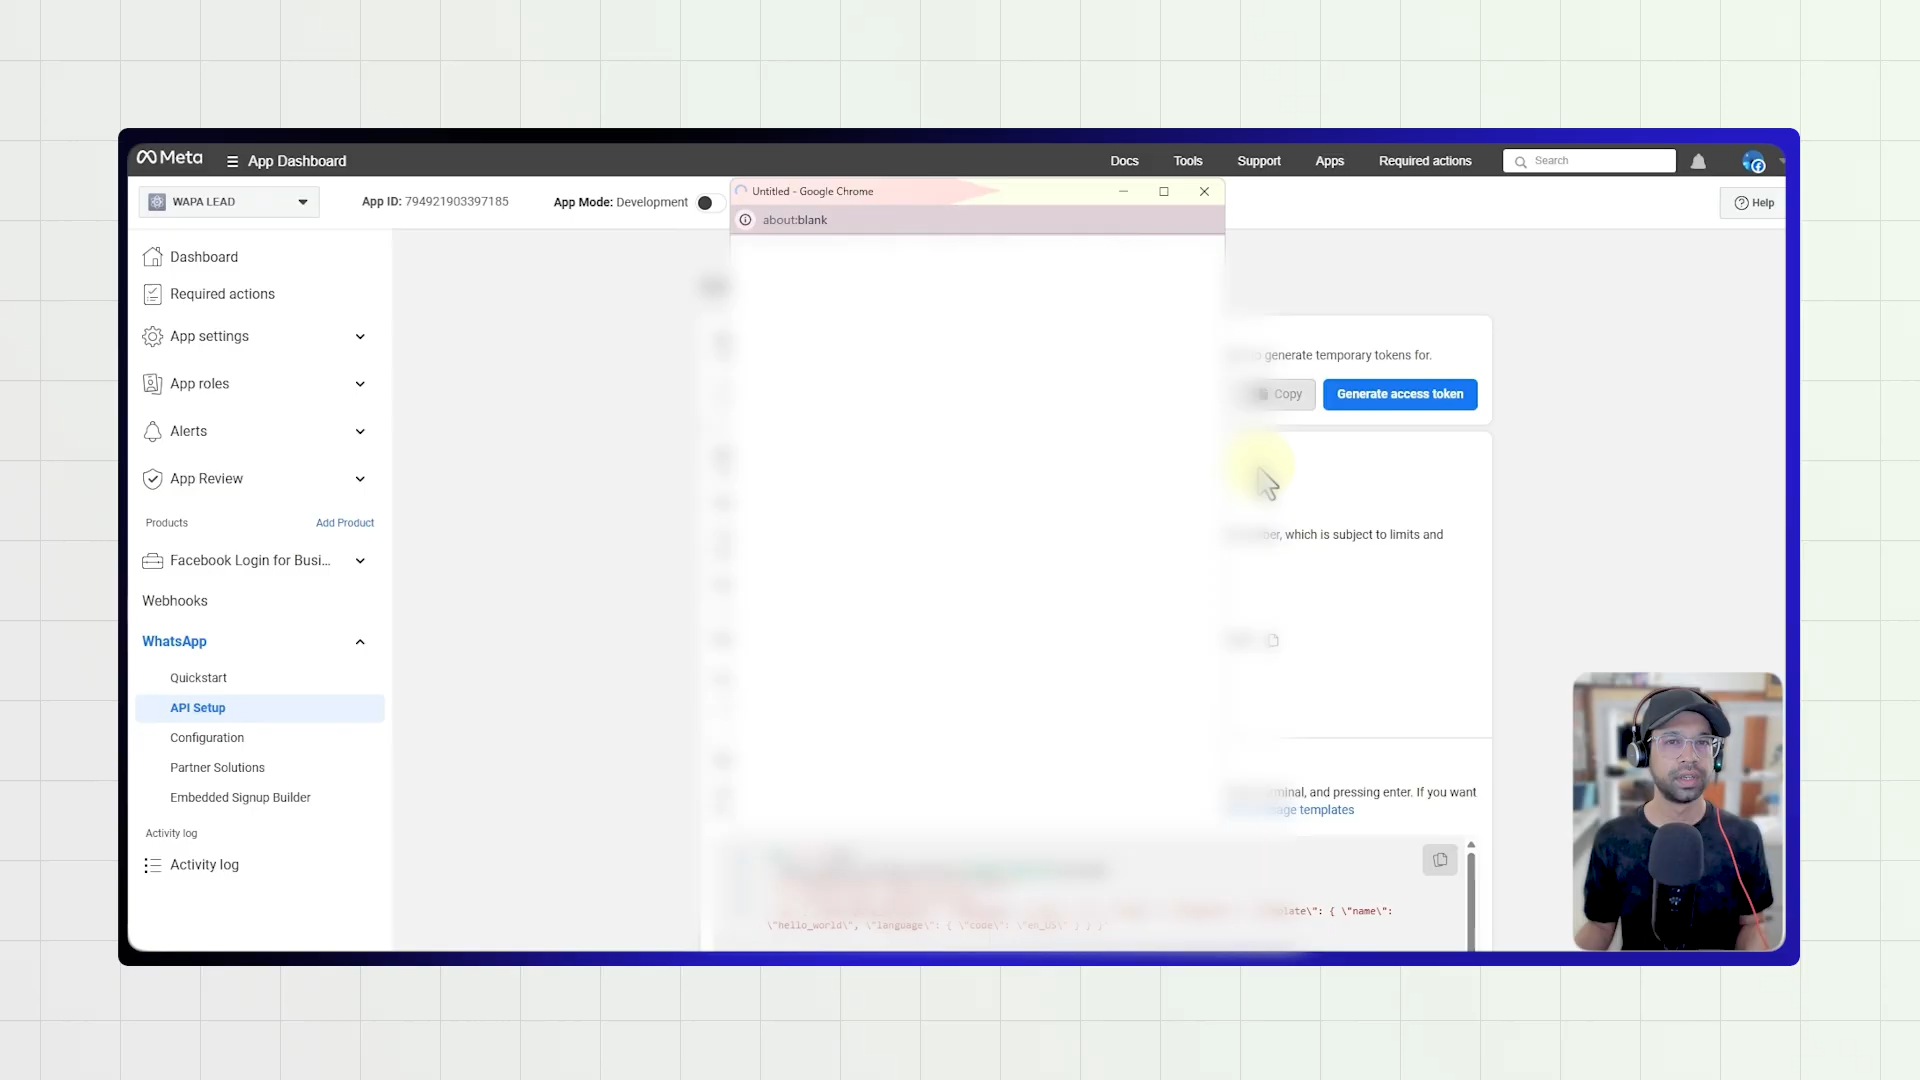 Meta
App Dashboard
Docs
Tools
Support
Apps
Required actions
Search
WAPA LEAD
App ID: 794921903397185
App Mode: Development
Help
Untitled - Google Chrome
about:blank
Dashboard
Required actions
App settings
App roles
Alerts
App Review
Products
Add Product
Facebook Login for Busi...
Webhooks
WhatsApp
Quickstart
API Setup
Configuration
Partner Solutions
Embedded Signup Builder
Activity log
Activity log
generate temporary tokens for.
Copy
Generate access token
, which is subject to limits and
, and pressing enter. If you want
templates
\": { \"name\":
\"hello_world\", \"language\": { \"code\": \"en_US\" } } }'